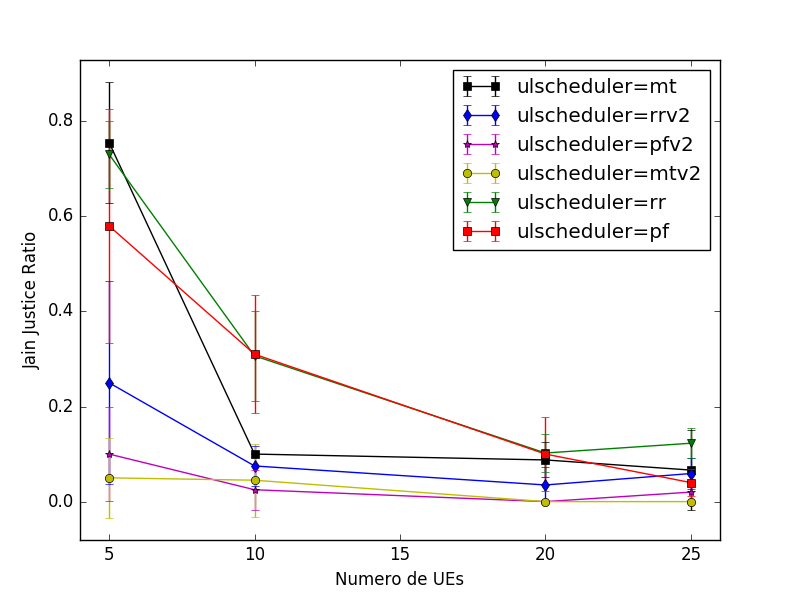 ulscheduler=mt
ulscheduler=rrv2
ulscheduler=pfv2
ulscheduler=mtv2
ulscheduler=rr
ulscheduler=pf
Jain Justice Ratio
0.8
0.6
0.4
0.2
0.0
5 10 15 20 25
Numero de UEs